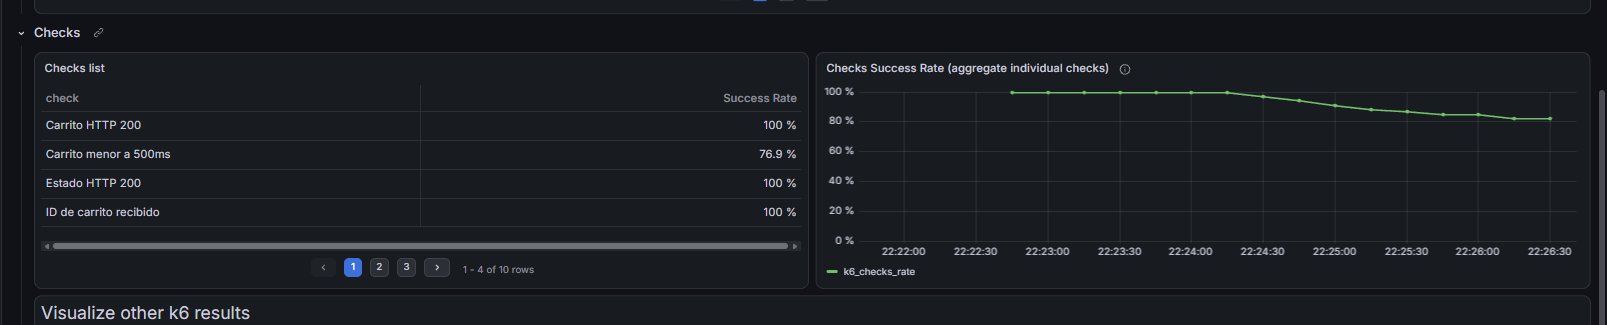 Checks
Checks list
check Success Rate
Carrito HTTP 200 100 %
Carrito menor a 500ms 76.9 %
Estado HTTP 200 100 %
ID de carrito recibido 100 %
1 2 3 1 - 4 of 10 rows
Checks Success Rate (aggregate individual checks)
100 %
80 %
60 %
40 %
20 %
0 %
22:22:00 22:22:30 22:23:00 22:23:30 22:24:00 22:24:30 22:25:00 22:25:30 22:26:00 22:26:30
k6_checks_rate
Visualize other k6 results